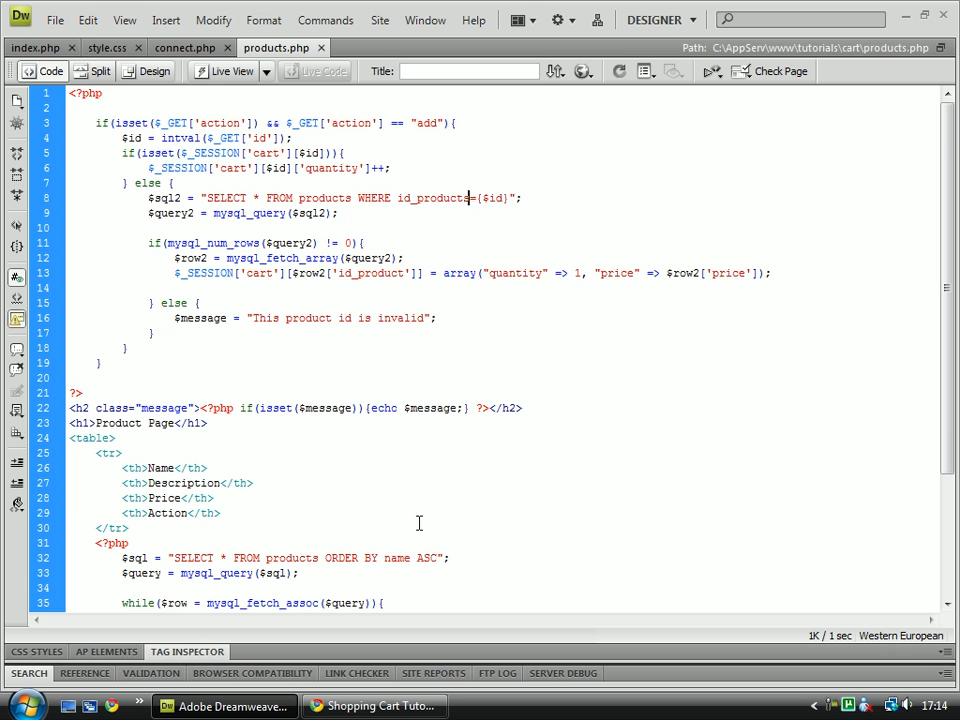 Dw File Edit View Insert Modify Format Commands Site Window Help DESIGNER
index.php style.css connect.php products.php Path: C:\AppServ\www\tutorials\cart\products.php
Code Split Design Live View Live Code Title: Check Page
1 <?php
2
3 if(isset($_GET['action']) && $_GET['action'] == "add"){
4 $id = intval($_GET['id']);
5 if(isset($_SESSION['cart'][$id])){
6 $_SESSION['cart'][$id]['quantity']++;
7 } else {
8 $sql2 = "SELECT * FROM products WHERE id_products={$id}";
9 $query2 = mysql_query($sql2);
10
11 if(mysql_num_rows($query2) != 0){
12 $row2 = mysql_fetch_array($query2);
13 $_SESSION['cart'][$row2['id_product']] = array("quantity" => 1, "price" => $row2['price']);
14
15 } else {
16 $message = "This product id is invalid";
17 }
18 }
19 }
20
21 ?>
22 <h2 class="message"><?php if(isset($message)){echo $message;} ?></h2>
23 <h1>Product Page</h1>
24 <table>
25 <tr>
26 <th>Name</th>
27 <th>Description</th>
28 <th>Price</th>
29 <th>Action</th>
30 </tr>
31 <?php
32 $sql = "SELECT * FROM products ORDER BY name ASC";
33 $query = mysql_query($sql);
34
35 while($row = mysql_fetch_assoc($query)){
1K / 1 sec Western European
CSS STYLES AP ELEMENTS TAG INSPECTOR
SEARCH REFERENCE VALIDATION BROWSER COMPATIBILITY LINK CHECKER SITE REPORTS FTP LOG SERVER DEBUG
Dw Adobe Dreamweave... Shopping Cart Tuto... 17:14